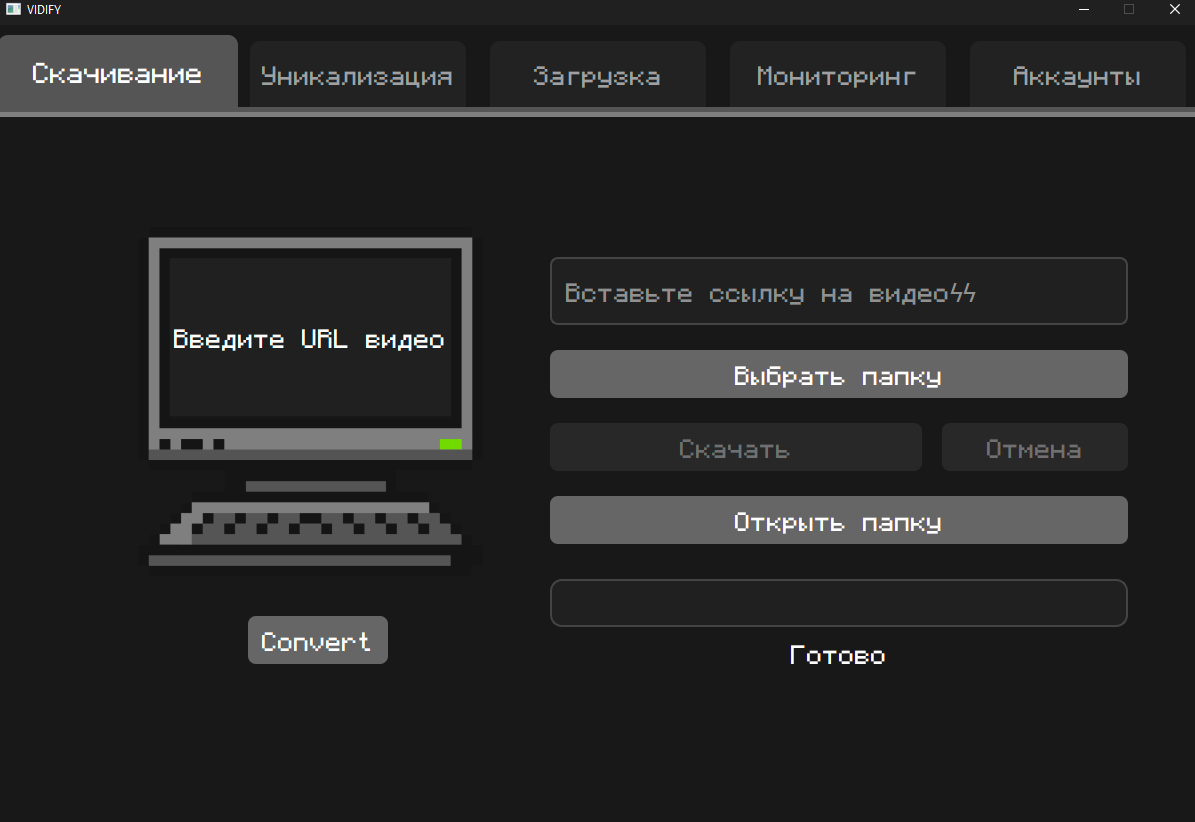 VIDIFY
Скачивание
Уникализация
Загрузка
Мониторинг
Аккаунты
Введите URL видео
Вставьте ссылку на видеоϟϟ
Выбрать папку
Скачать
Отмена
Открыть папку
Convert
Готово